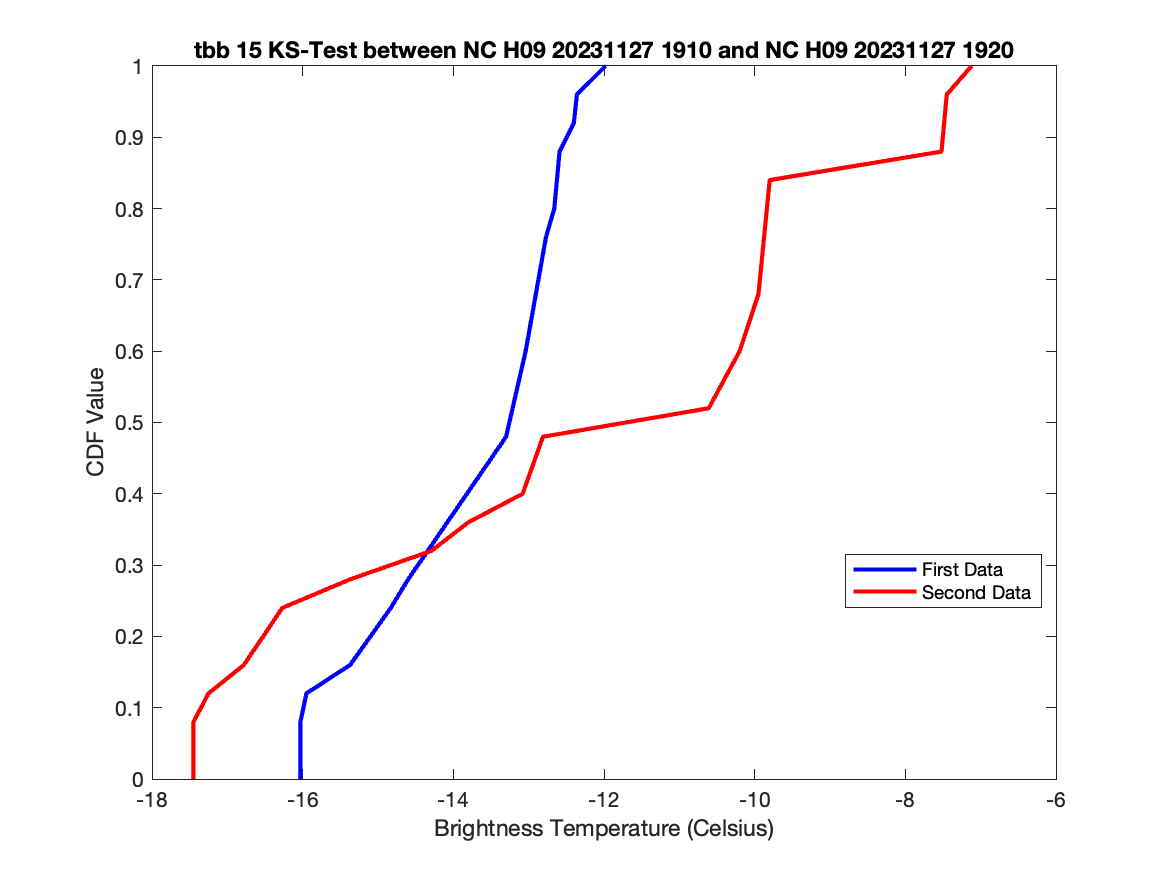 tbb 15 KS-Test between NC H09 20231127 1910 and NC H09 20231127 1920
1
0.9
0.8
0.7
0.6
0.5
0.4
0.3
0.2
0.1
0
CDF Value
First Data
Second Data
-18 -16 -14 -12 -10 -8 -6
Brightness Temperature (Celsius)